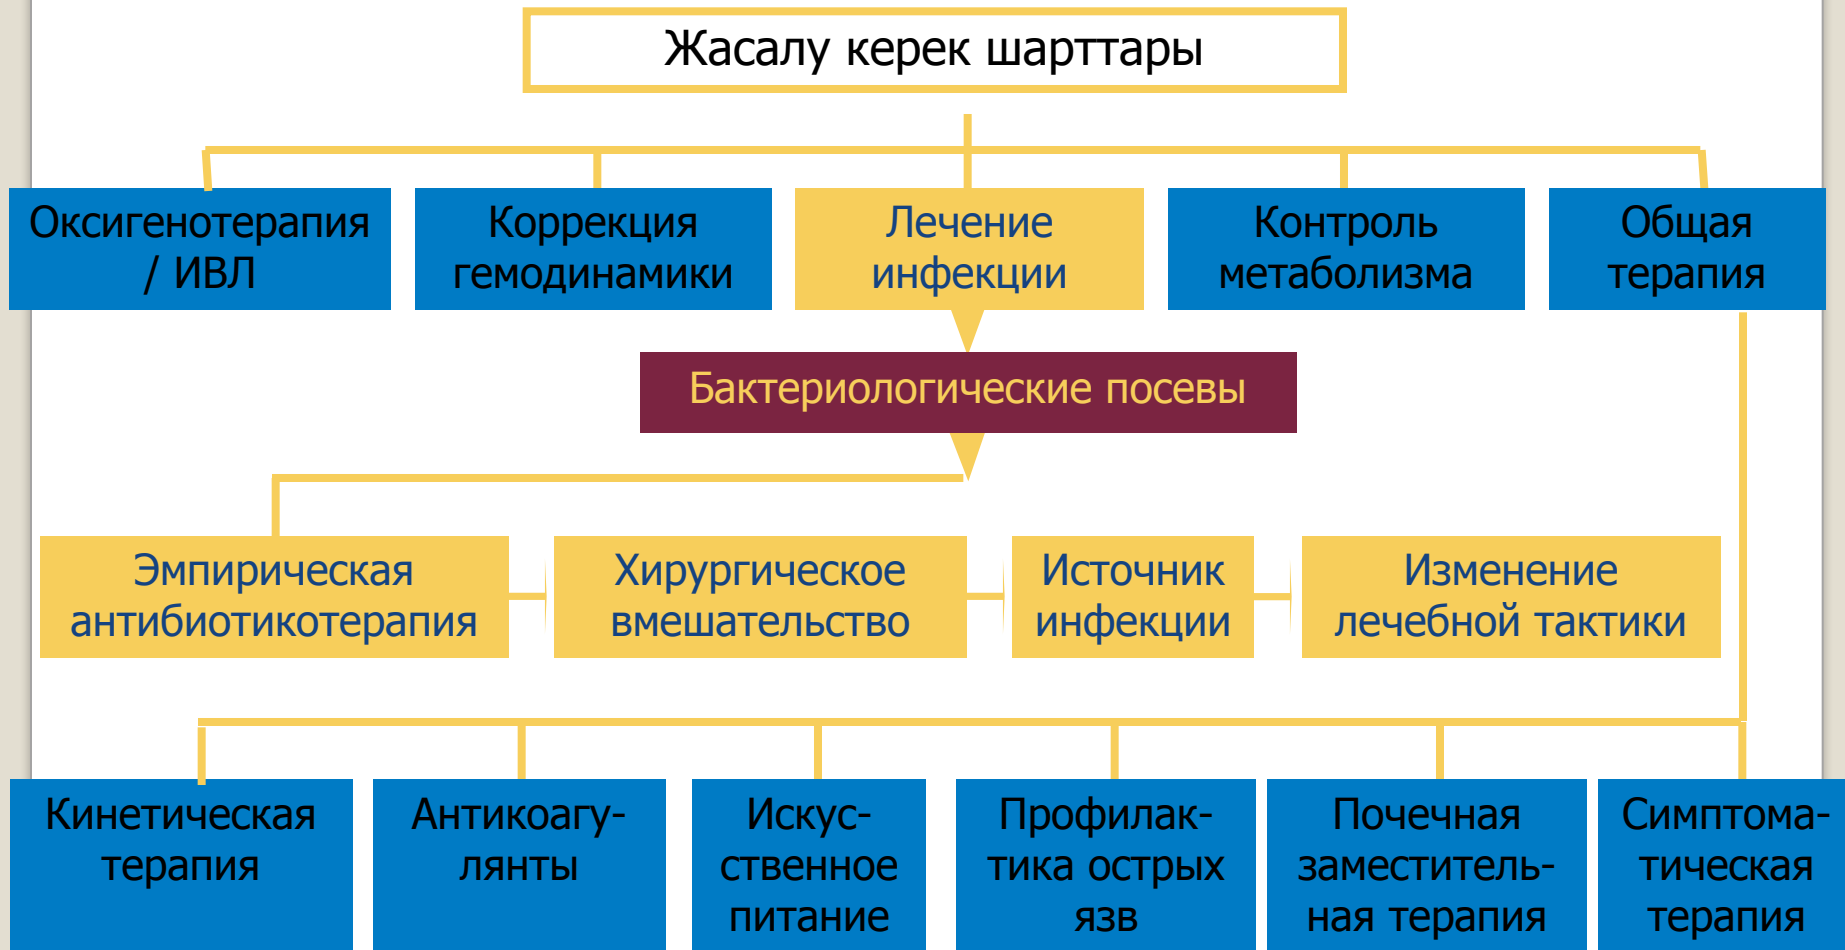 Жасалу керек шарттары
Оксигенотерапия
/ ИВЛ
Коррекция
гемодинамики
Лечение
инфекции
Контроль
метаболизма
Общая
терапия
Бактериологические посевы
Эмпирическая
антибиотикотерапия
Хирургическое
вмешательство
Источник
инфекции
Изменение
лечебной тактики
Кинетическая
терапия
Антикоагу-
лянты
Искус-
ственное
питание
Профилак-
тика острых
язв
Почечная
заместитель-
ная терапия
Симптома-
тическая
терапия